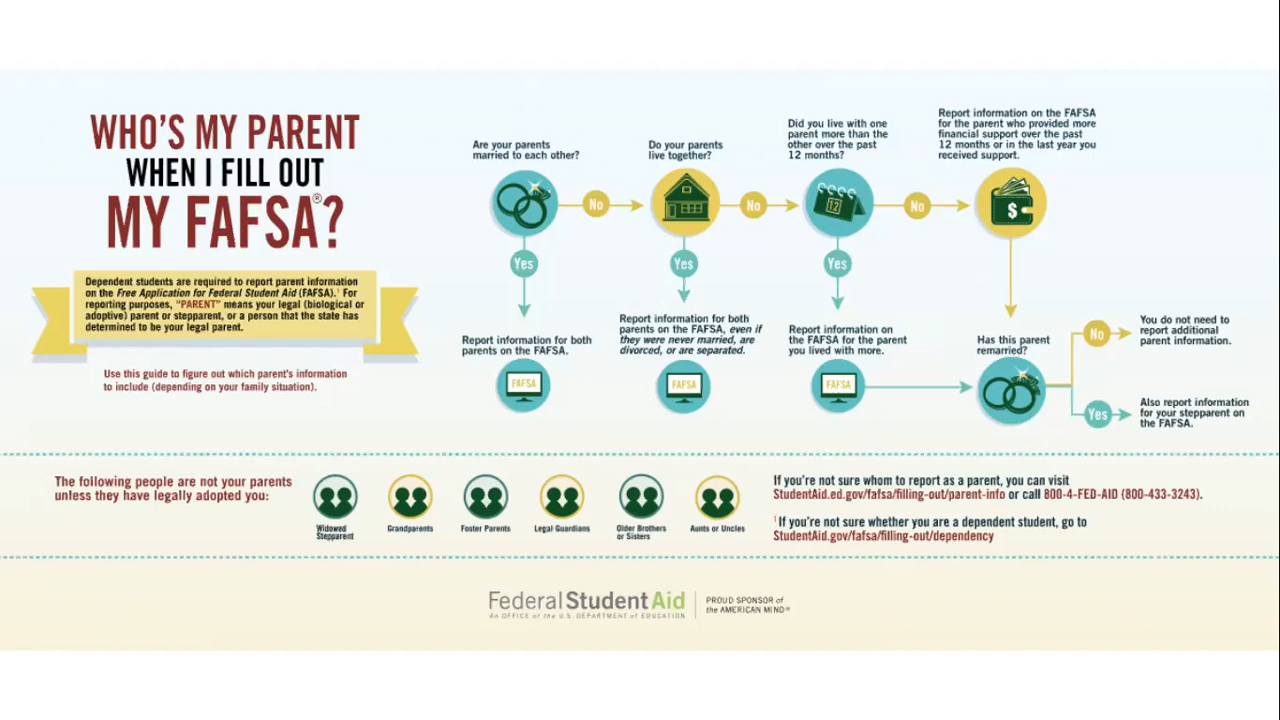 WHO'S MY PARENT
WHEN I FILL OUT
MY FAFSA®?
Dependent students are required to report parent information
on the Free Application for Federal Student Aid (FAFSA).¹ For
reporting purposes, "PARENT" means your legal (biological or
adoptive) parent or stepparent, or a person that the state has
determined to be your legal parent.
Use this guide to figure out which parent's information
to include (depending on your family situation).
Are your parents
married to each other?
No
Do your parents
live together?
No
Did you live with one
parent more than the
other over the past
12 months?
12
No
Report information on the FAFSA
for the parent who provided more
financial support over the past
12 months or in the last year you
received support.
$
Yes
Yes
Yes
Report information for both
parents on the FAFSA.
FAFSA
Report information for both
parents on the FAFSA, even if
they were never married, are
divorced, or are separated.
FAFSA
Report information on
the FAFSA for the parent
you lived with more.
FAFSA
Has this parent
remarried?
No
You do not need to
report additional
parent information.
Yes
Also report information
for your stepparent on
the FAFSA.
The following people are not your parents
unless they have legally adopted you:
Widowed
Stepparent
Grandparents
Foster Parents
Legal Guardians
Older Brothers
or Sisters
Aunts or Uncles
If you're not sure whom to report as a parent, you can visit
StudentAid.ed.gov/fafsa/filling-out/parent-info or call 800-4-FED-AID (800-433-3243).
¹ If you're not sure whether you are a dependent student, go to
StudentAid.gov/fafsa/filling-out/dependency
Federal Student Aid
An OFFICE of the U.S. DEPARTMENT of EDUCATION
PROUD SPONSOR of
the AMERICAN MIND®